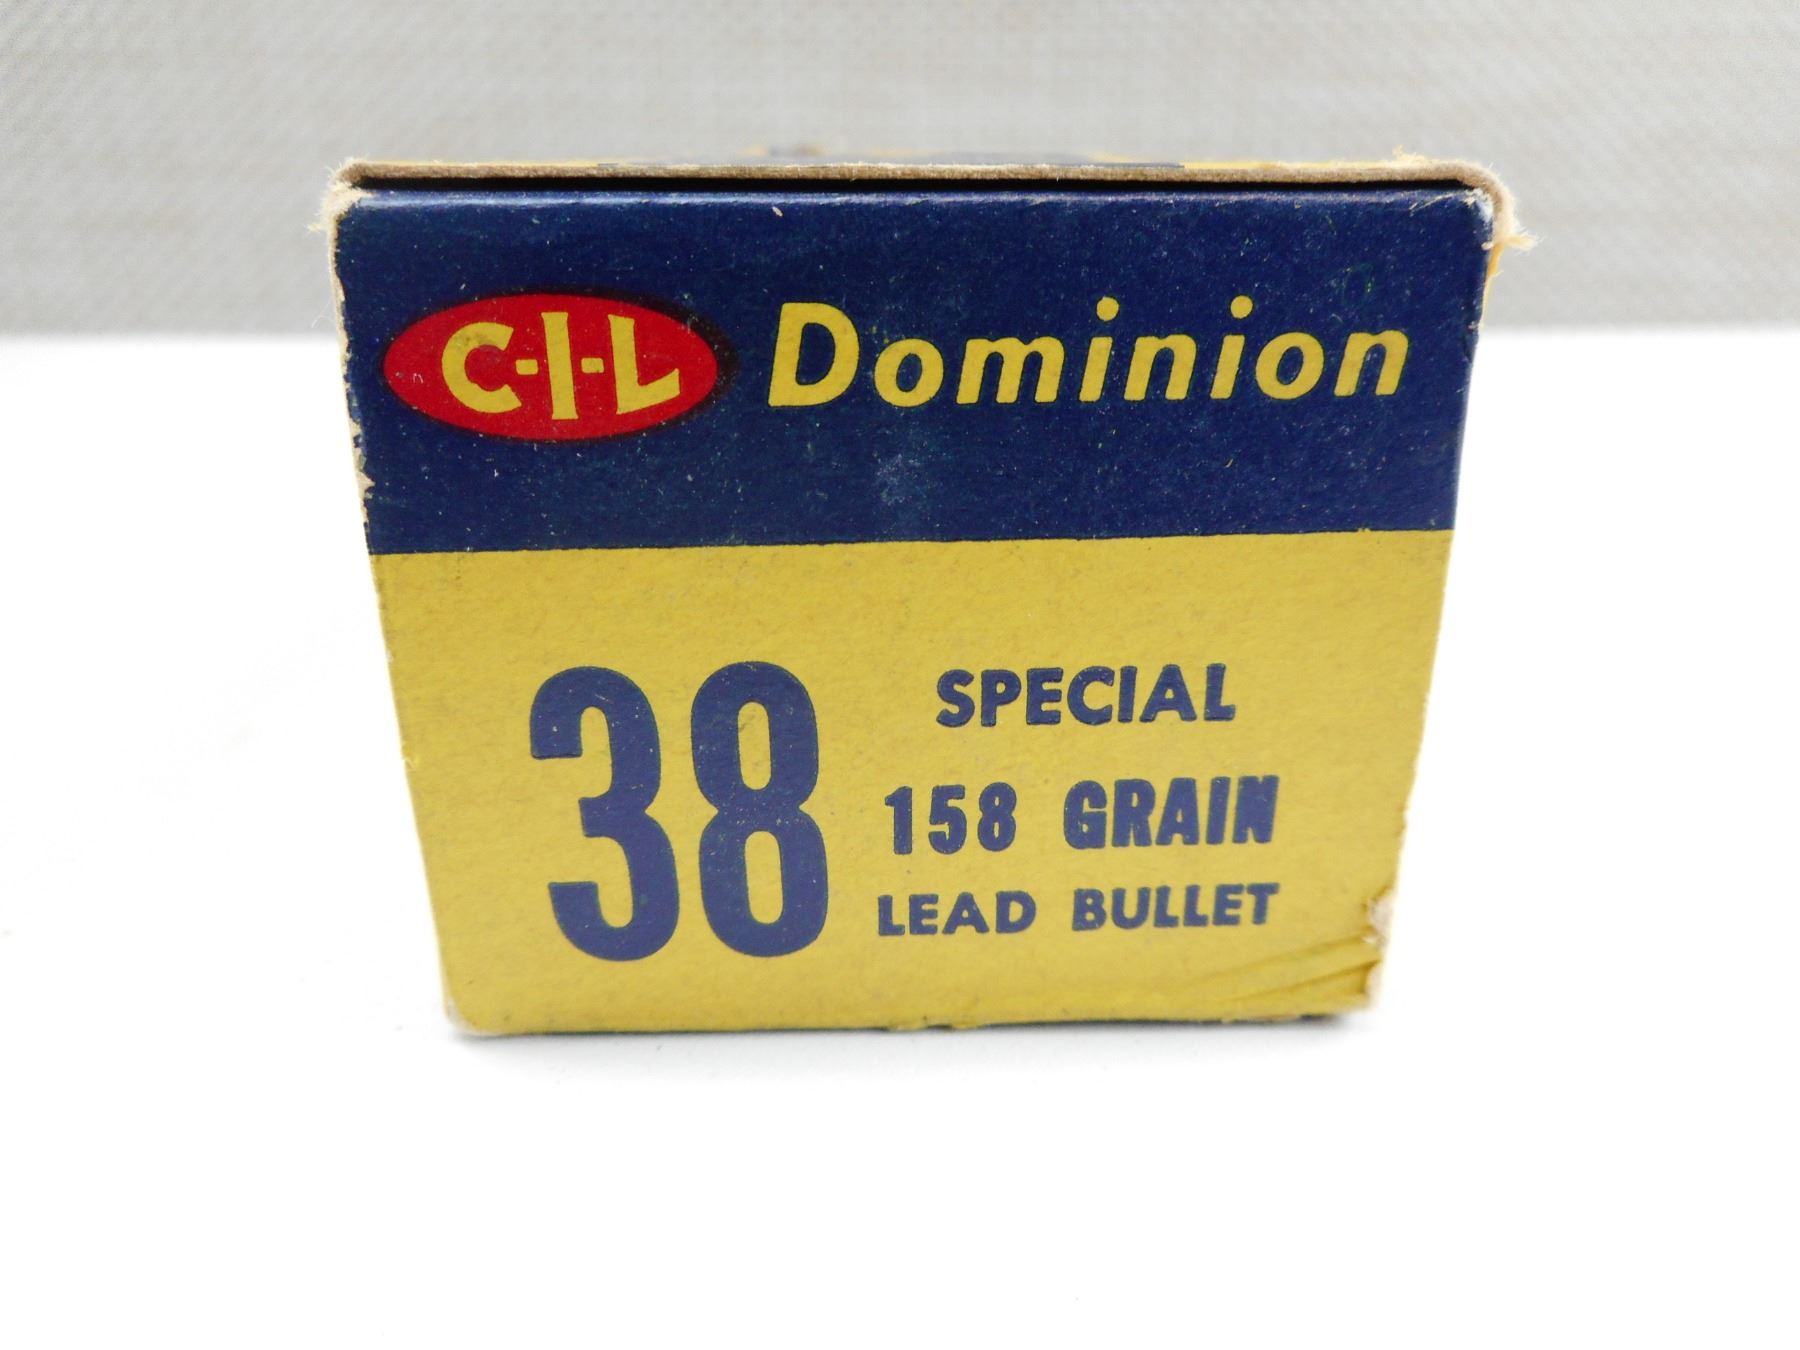 C-I-L Dominion
38 SPECIAL
158 GRAIN
LEAD BULLET